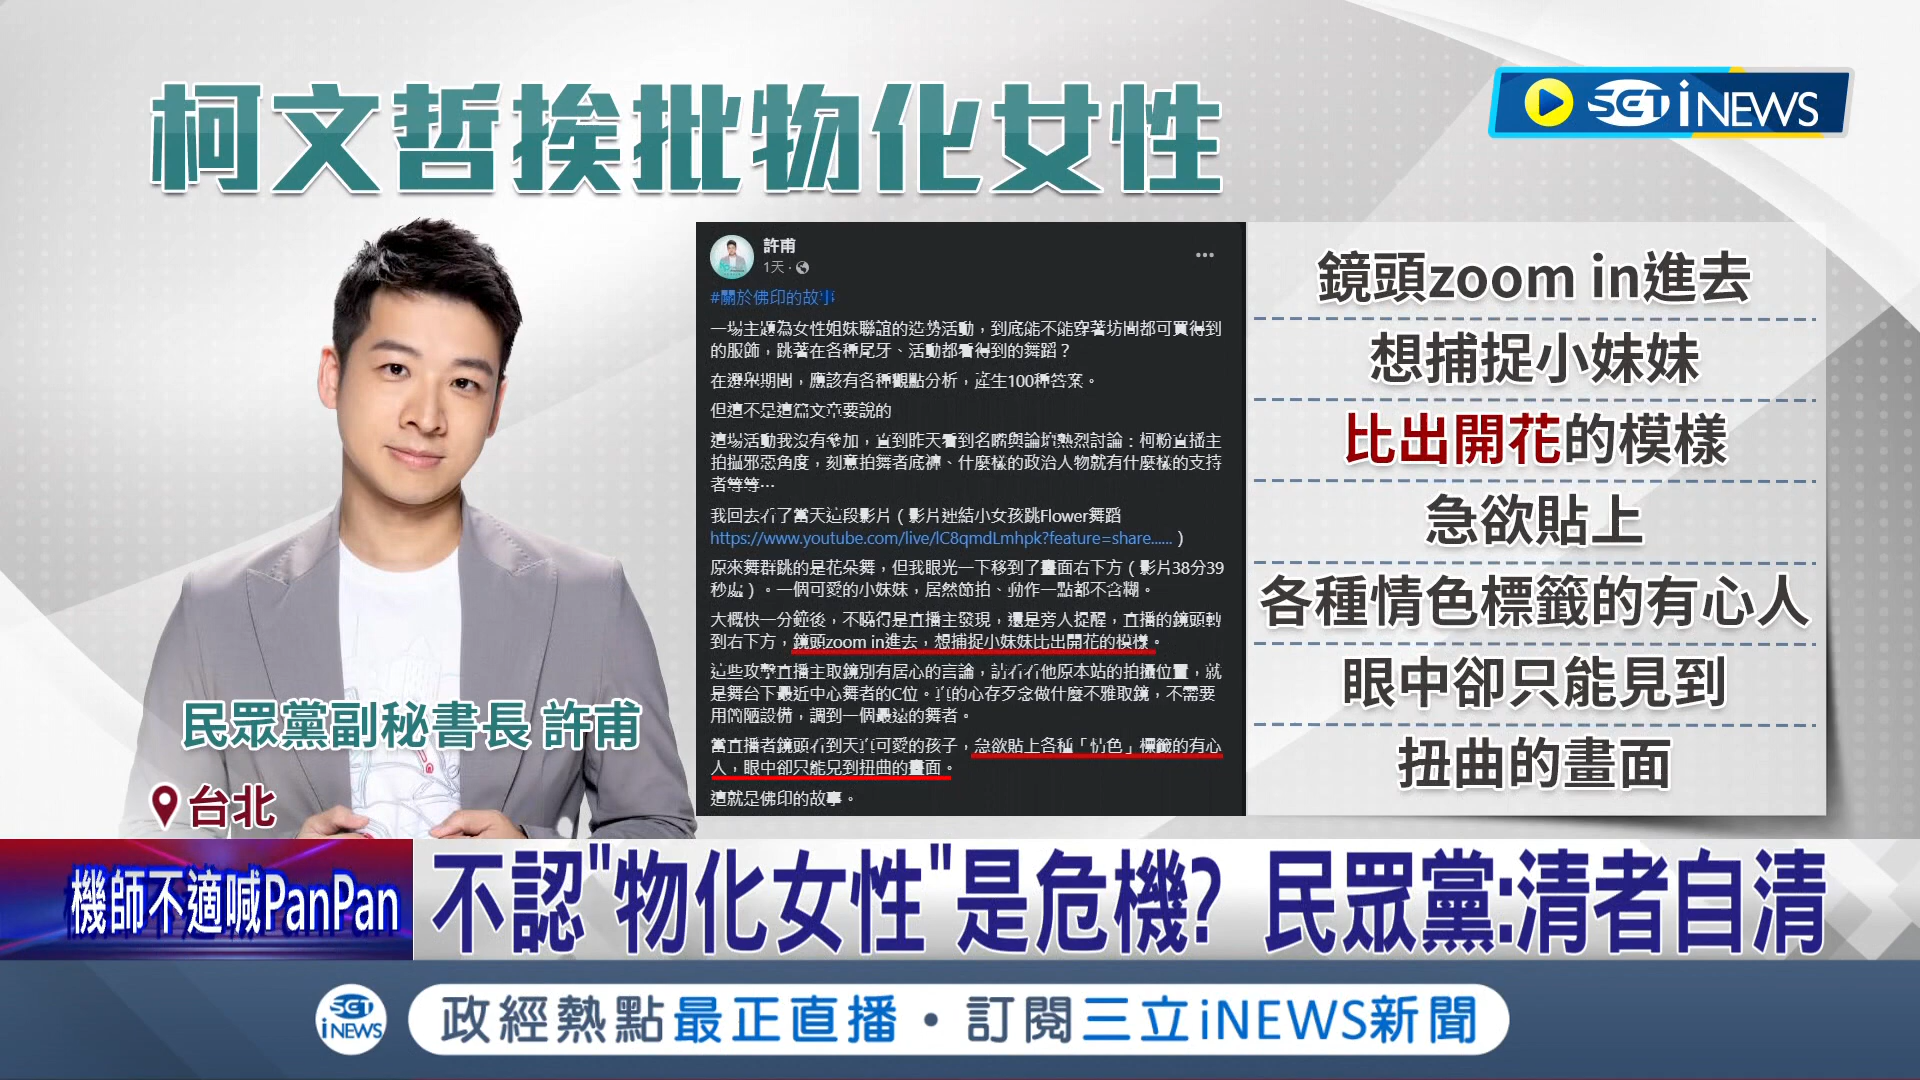 柯文哲挨批物化女性
SET iNEWS
許甫
1天
#關於佛印的故事
一場主題為女性姐妹聯誼的造勢活動，到底能不能穿著坊間都可買得到
的服飾，跳著在各種尾牙、活動都看得到的舞蹈？
在選舉期間，應該有各種觀點分析，產生100種答案。
但這不是這篇文章要說的
這場活動我沒有參加，直到昨天看到名嘴與論壇熱烈討論：柯粉直播主
拍攝邪惡角度，刻意拍舞者底褲、什麼樣的政治人物就有什麼樣的支持
者等等…
我回去看了當天這段影片（影片連結小女孩跳Flower舞蹈
https://www.youtube.com/live/lC8qmdLmhpk?feature=share......）
原來舞群跳的是花朵舞，但我眼光一下移到了畫面右下方（影片38分39
秒處）。一個可愛的小妹妹，居然節拍、動作一點都不含糊。
大概快一分鐘後，不曉得是直播主發現，還是旁人提醒，直播的鏡頭轉
到右下方，鏡頭zoom in進去，想捕捉小妹妹比出開花的模樣。
這些攻擊直播主取鏡別有居心的言論，請看看他原本站的拍攝位置，就
是舞台下最近中心舞者的C位。真的心存歹念做什麼不雅取鏡，不需要
用簡陋設備，調到一個最遠的舞者。
當直播者鏡頭看到天真可愛的孩子，急欲貼上各種「情色」標籤的有心
人，眼中卻只能見到扭曲的畫面。
這就是佛印的故事。
鏡頭zoom in進去
想捕捉小妹妹
比出開花的模樣
急欲貼上
各種情色標籤的有心人
眼中卻只能見到
扭曲的畫面
民眾黨副秘書長 許甫
台北
機師不適喊PanPan
不認"物化女性"是危機? 民眾黨:清者自清
SET iNEWS
政經熱點最正直播・訂閱三立iNEWS新聞